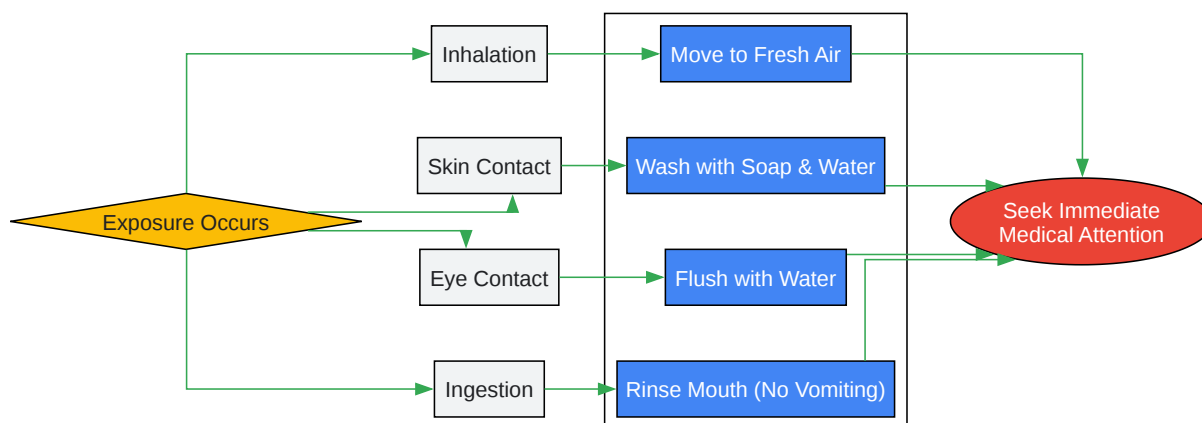 Inhalation
Move to Fresh Air
Skin Contact
Wash with Soap & Water
Exposure Occurs
Seek Immediate
Medical Attention
Eye Contact
Flush with Water
Ingestion
Rinse Mouth (No Vomiting)